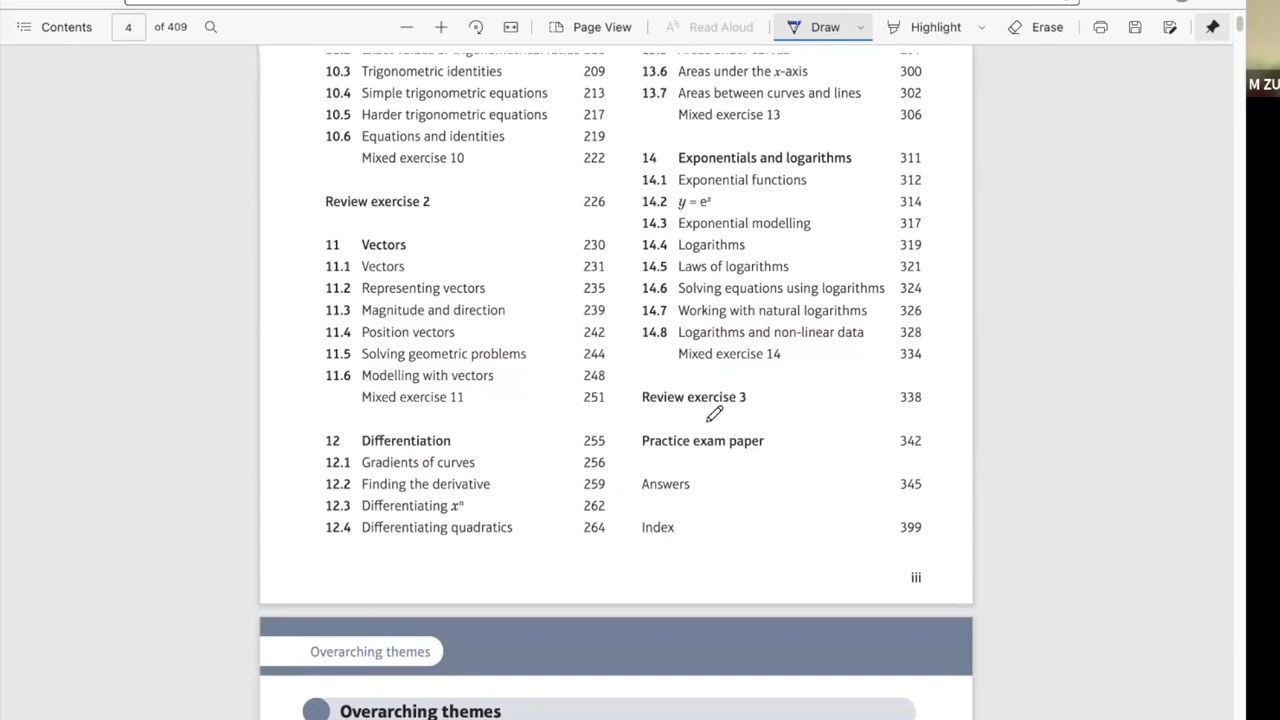 Contents 4 of 409 Page View Read Aloud Draw Highlight Erase
10.3 Trigonometric identities 209
10.4 Simple trigonometric equations 213
10.5 Harder trigonometric equations 217
10.6 Equations and identities 219
Mixed exercise 10 222
Review exercise 2 226
11 Vectors 230
11.1 Vectors 231
11.2 Representing vectors 235
11.3 Magnitude and direction 239
11.4 Position vectors 242
11.5 Solving geometric problems 244
11.6 Modelling with vectors 248
Mixed exercise 11 251
12 Differentiation 255
12.1 Gradients of curves 256
12.2 Finding the derivative 259
12.3 Differentiating xⁿ 262
12.4 Differentiating quadratics 264
13.6 Areas under the x-axis 300
13.7 Areas between curves and lines 302
Mixed exercise 13 306
14 Exponentials and logarithms 311
14.1 Exponential functions 312
14.2 y = eˣ 314
14.3 Exponential modelling 317
14.4 Logarithms 319
14.5 Laws of logarithms 321
14.6 Solving equations using logarithms 324
14.7 Working with natural logarithms 326
14.8 Logarithms and non-linear data 328
Mixed exercise 14 334
Review exercise 3 338
Practice exam paper 342
Answers 345
Index 399
iii
Overarching themes
Overarching themes
M ZU